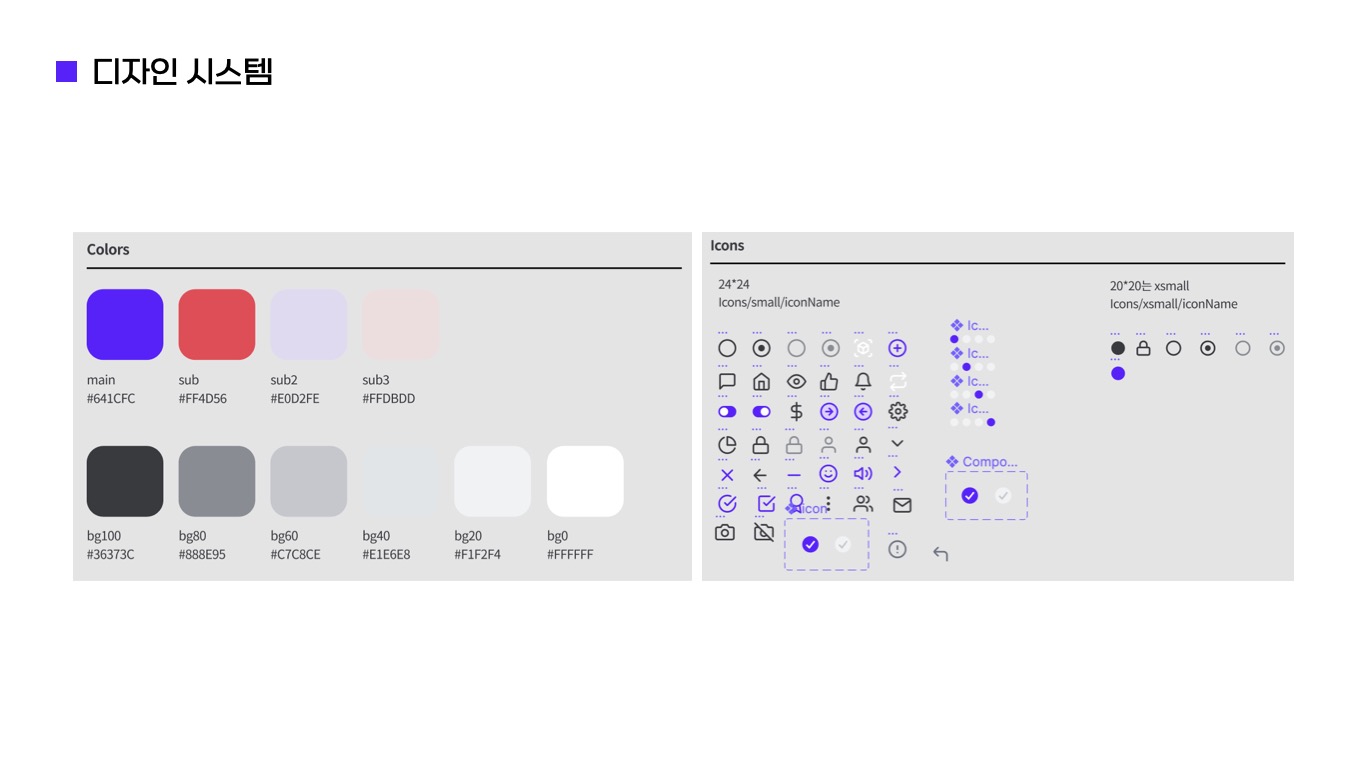 디자인 시스템
Colors
main
#641CFC
sub
#FF4D56
sub2
#E0D2FE
sub3
#FFDBDD
bg100
#36373C
bg80
#888E95
bg60
#C7C8CE
bg40
#E1E6E8
bg20
#F1F2F4
bg0
#FFFFFF
Icons
24*24
Icons/small/iconName
Ic...
Ic...
Ic...
Ic...
Compo...
icon
20*20는 xsmall
Icons/xsmall/iconName